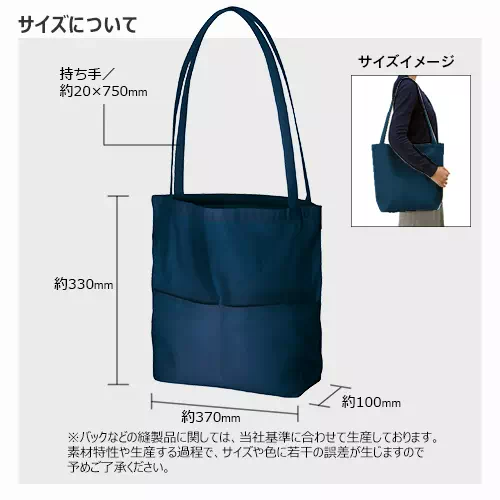 サイズについて
持ち手／
約20×750mm
サイズイメージ
約330mm
約100mm
約370mm
※バックなどの縫製品に関しては、当社基準に合わせて生産しております。
素材特性や生産する過程で、サイズや色に若干の誤差が生じますので
予めご了承ください。